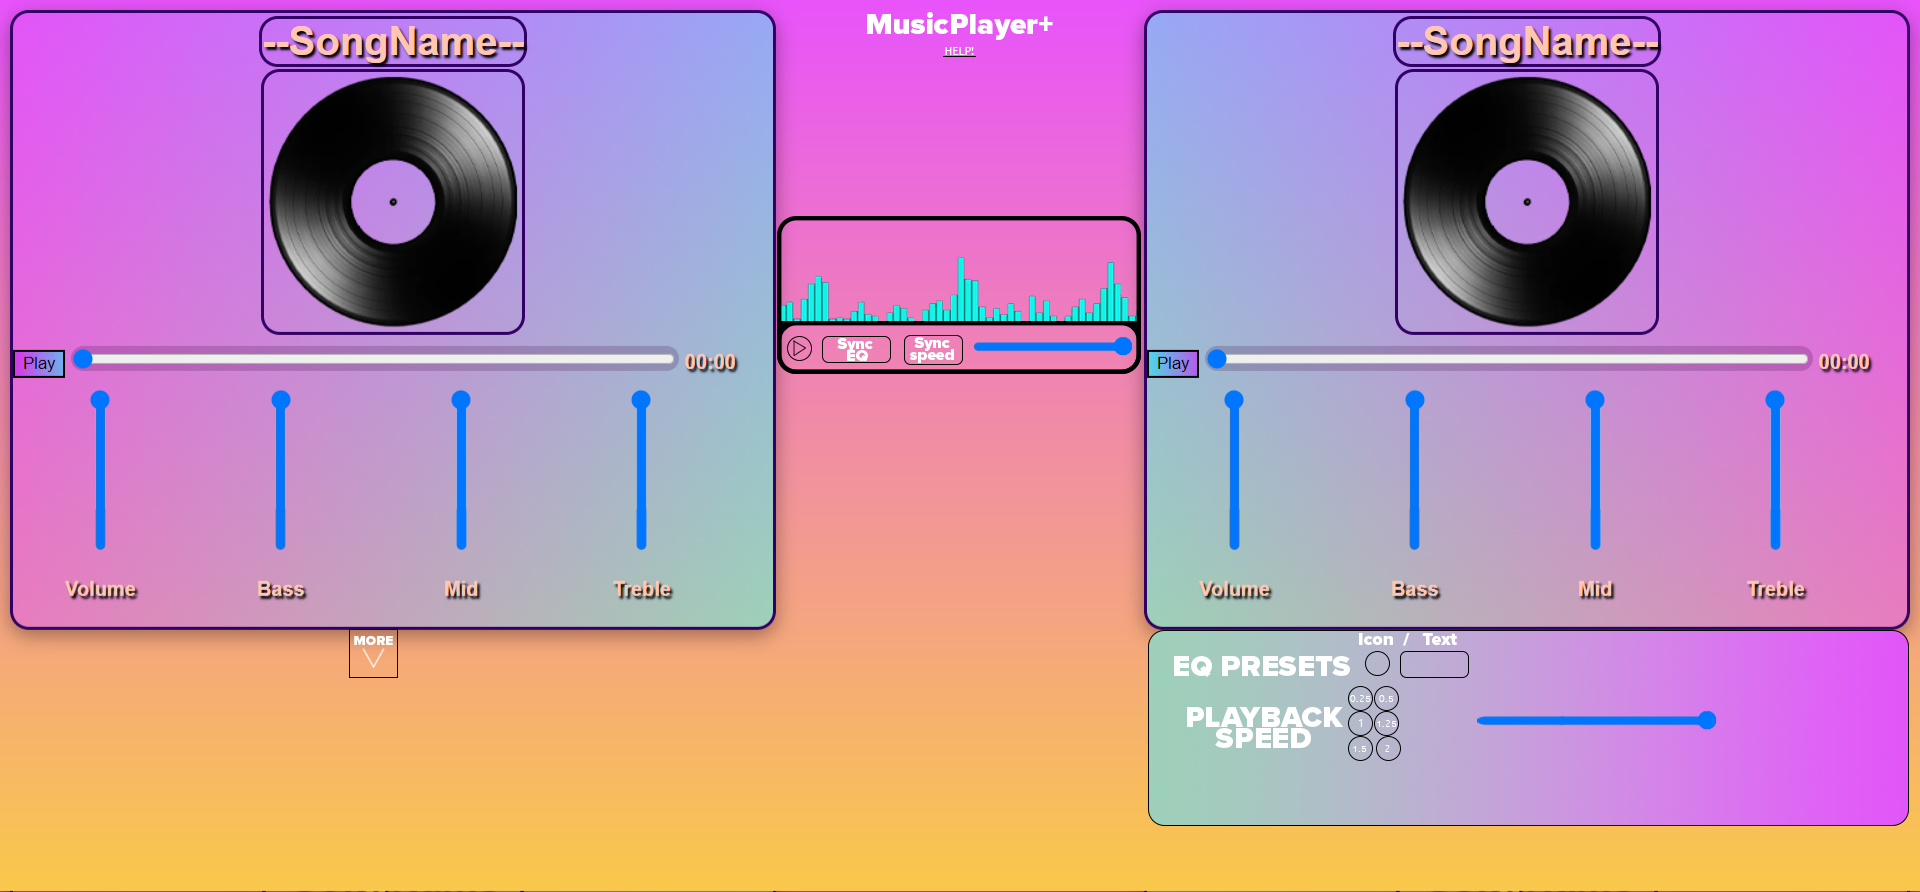 --SongName--
Play
00:00
Volume Bass Mid Treble
MORE
MusicPlayer+
HELP!
Sync EQ
Sync speed
--SongName--
Play
00:00
Volume Bass Mid Treble
Icon / Text
EQ PRESETS
PLAYBACK
SPEED
0.25 0.5
1 1.25
1.5 2